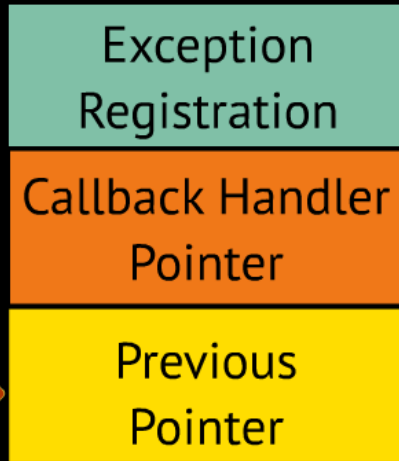 Exception
Registration
Callback Handler
Pointer
Previous
Pointer